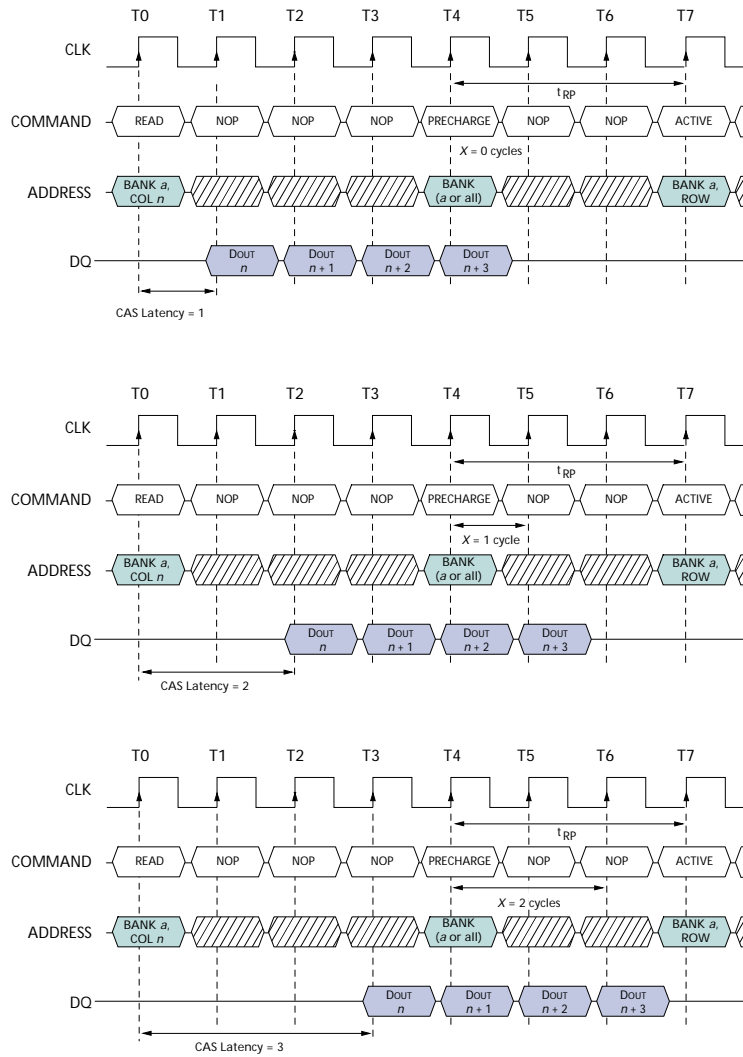 T0 T1 T2 T3 T4 T5 T6 T7
CLK
t RP
COMMAND READ NOP NOP NOP PRECHARGE NOP NOP ACTIVE
X = 0 cycles
ADDRESS BANK a, COL n BANK (a or all) BANK a, ROW
DQ DOUT n DOUT n + 1 DOUT n + 2 DOUT n + 3
CAS Latency = 1
T0 T1 T2 T3 T4 T5 T6 T7
CLK
t RP
COMMAND READ NOP NOP NOP PRECHARGE NOP NOP ACTIVE
X = 1 cycle
ADDRESS BANK a, COL n BANK (a or all) BANK a, ROW
DQ DOUT n DOUT n + 1 DOUT n + 2 DOUT n + 3
CAS Latency = 2
T0 T1 T2 T3 T4 T5 T6 T7
CLK
t RP
COMMAND READ NOP NOP NOP PRECHARGE NOP NOP ACTIVE
X = 2 cycles
ADDRESS BANK a, COL n BANK (a or all) BANK a, ROW
DQ DOUT n DOUT n + 1 DOUT n + 2 DOUT n + 3
CAS Latency = 3